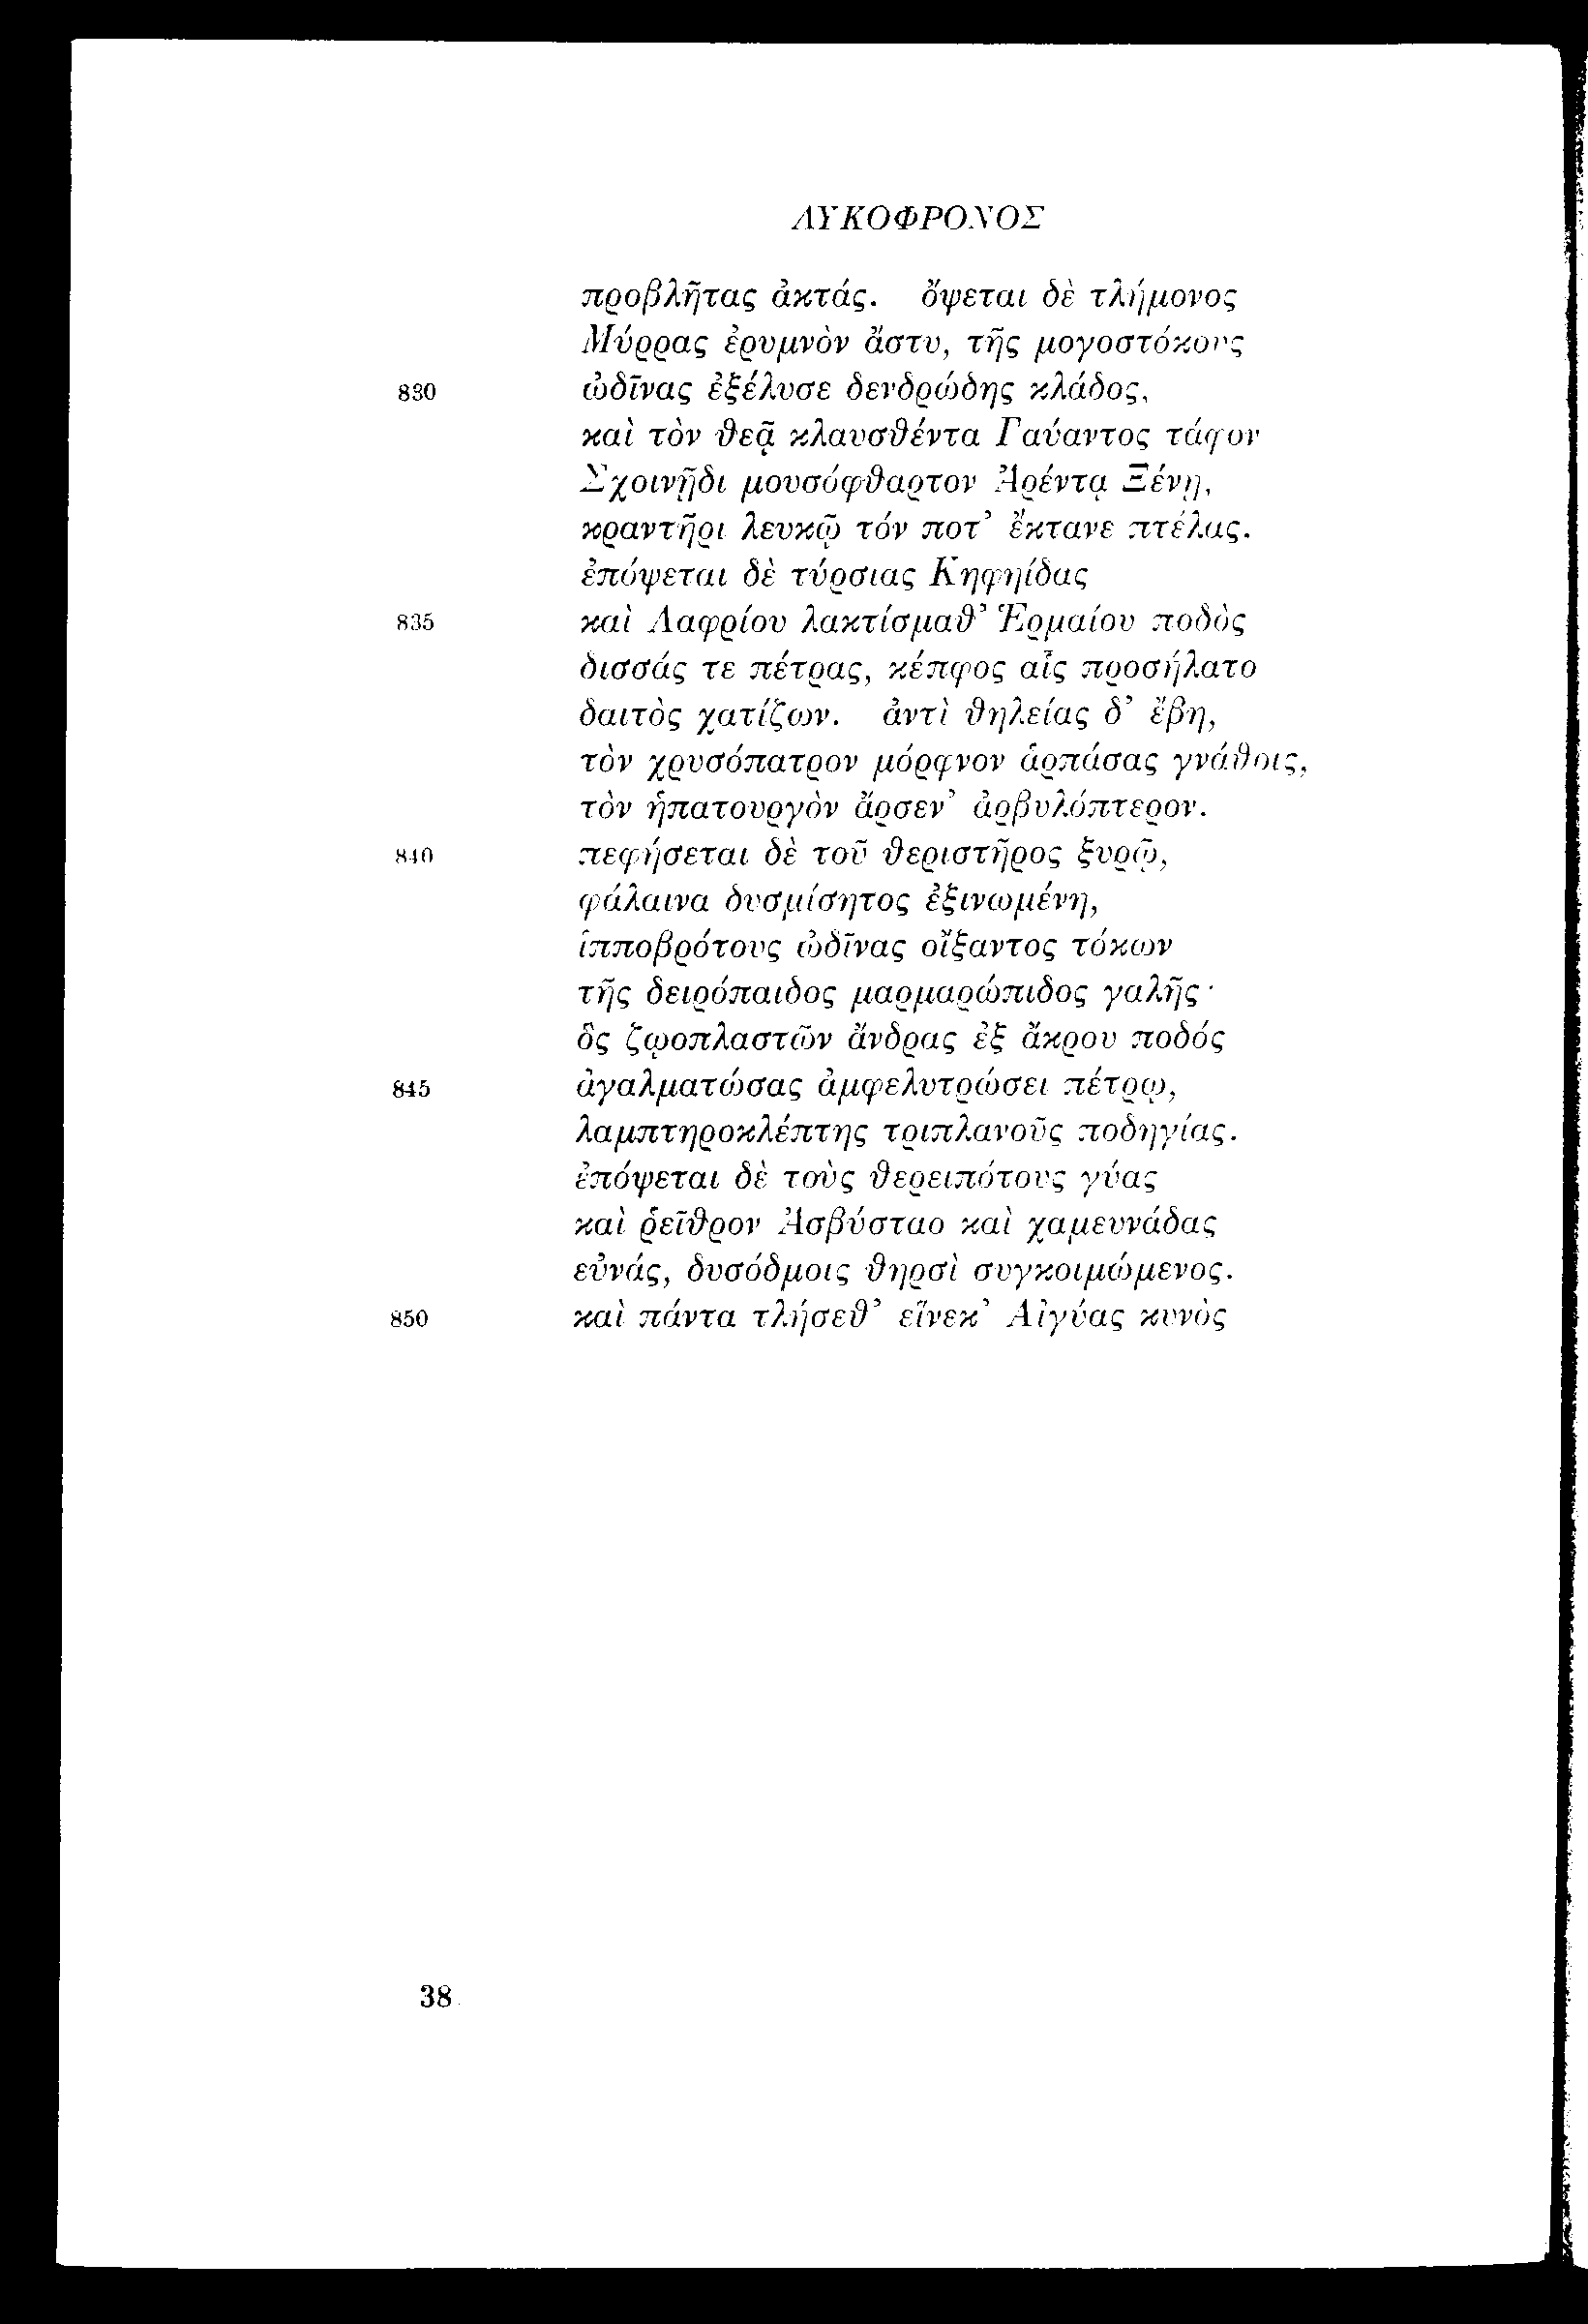 ΛΥΚΟΦΡΟΝΟΣ
προβλῆτας ἀκτάς. ὄψεται δὲ τλήμονος
Μύρρας ἐρυμνὸν ἄστυ, τῆς μογοστόκους
830 ὠδῖνας ἐξέλυσε δενδρώδης κλάδος,
καὶ τὸν θεᾷ κλαυσθέντα Γαύαντος τάφον
Σχοινῇδι μουσόφθαρτον Ἀρέντᾳ Ξένῃ,
κραντῆρι λευκῷ τόν ποτ’ ἔκτανε πτέλας.
ἐπόψεται δὲ τύρσιας Κηφηίδας
835 καὶ Λαφρίου λακτίσμαθ’ Ἑρμαίου ποδὸς
δισσάς τε πέτρας, κέπφος αἷς προσήλατο
δαιτὸς χατίζων. ἀντὶ θηλείας δ’ ἔβη,
τὸν χρυσόπατρον μόρφνον ἁρπάσας γνάθοις,
τὸν ἡπατουργὸν ἄρσεν’ ἀρβυλόπτερον.
840 πεφήσεται δὲ τοῦ θεριστῆρος ξυρῷ,
φάλαινα δυσμίσητος ἐξινωμένη,
ἱπποβρότους ὠδῖνας οἴξαντος τόκων
τῆς δειρόπαιδος μαρμαρώπιδος γαλῆς·
ὃς ζῳοπλαστῶν ἄνδρας ἐξ ἄκρου ποδός
845 ἀγαλματώσας ἀμφελυτρώσει πέτρῳ,
λαμπτηροκλέπτης τριπλανοῦς ποδηγίας.
ἐπόψεται δὲ τοὺς θερειπότους γύας
καὶ ῥεῖθρον Ἀσβύσταο καὶ χαμευνάδας
εὐνάς, δυσόδμοις θηρσὶ συγκοιμώμενος.
850 καὶ πάντα τλήσεθ’ εἵνεκ’ Αἰγύας κυνὸς
38